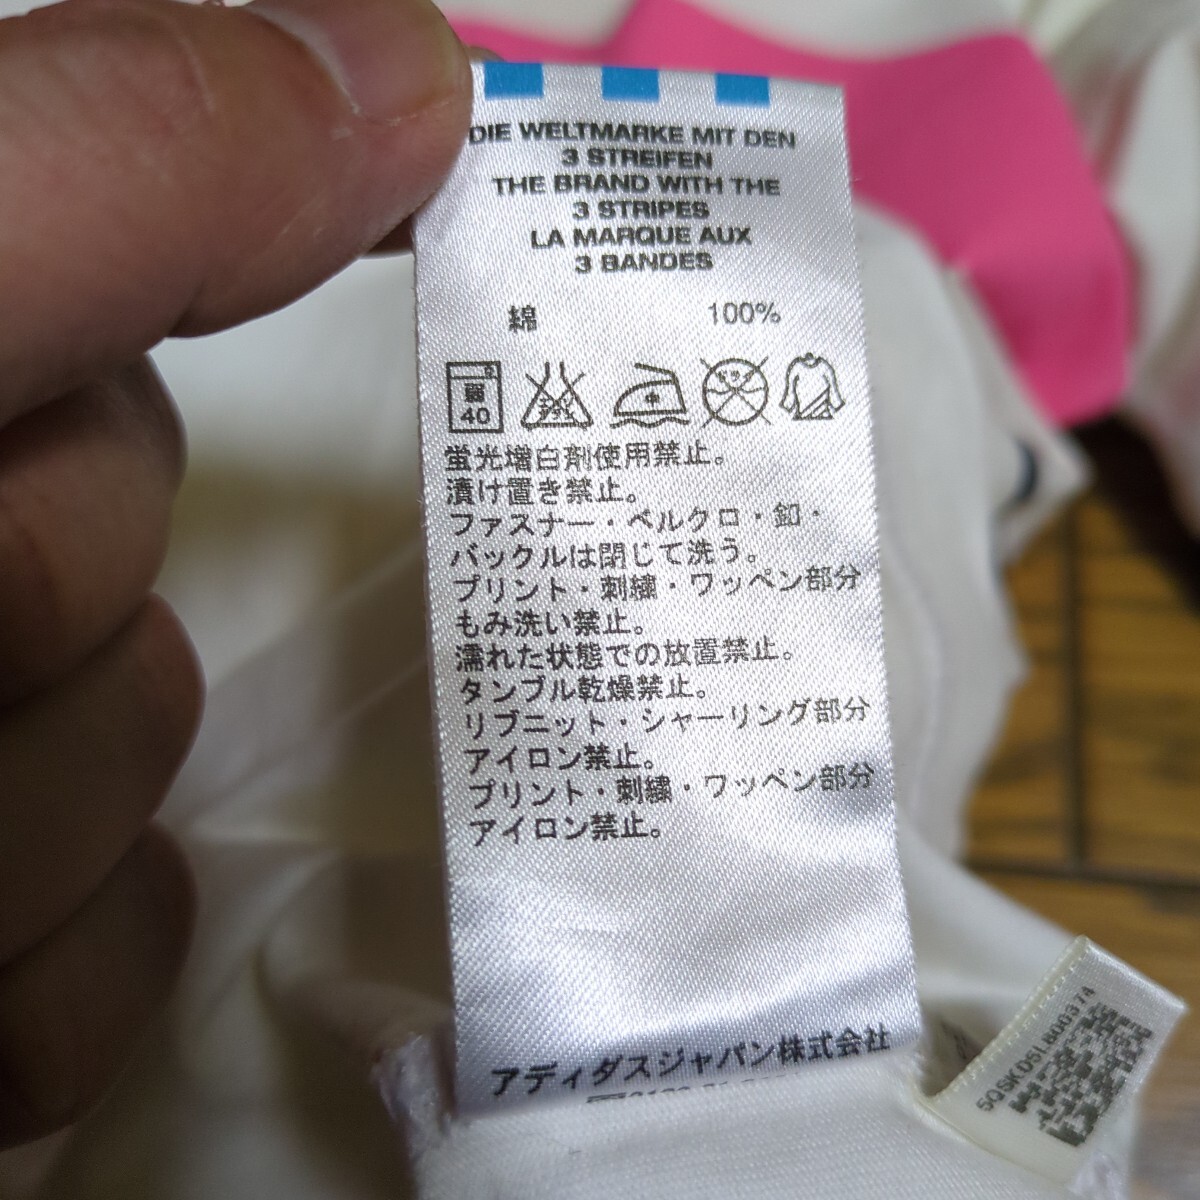 DIE WELTMARKE MIT DEN
3 STREIFEN
THE BRAND WITH THE
3 STRIPES
LA MARQUE AUX
3 BANDES
綿 100%
弱
40
蛍光増白剤使用禁止。
漬け置き禁止。
ファスナー・ベルクロ・釦・
バックルは閉じて洗う。
プリント・刺繍・ワッペン部分
もみ洗い禁止。
濡れた状態での放置禁止。
タンブル乾燥禁止。
リブニット・シャーリング部分
アイロン禁止。
プリント・刺繍・ワッペン部分
アイロン禁止。
アディダスジャパン株式会社